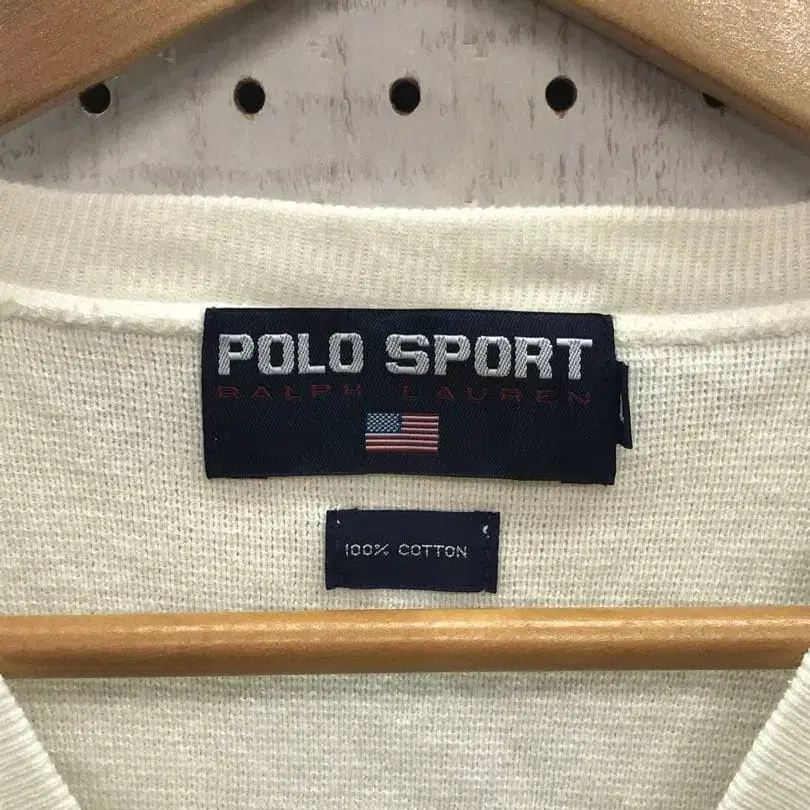 POLO SPORT
RALPH LAUREN
100% COTTON